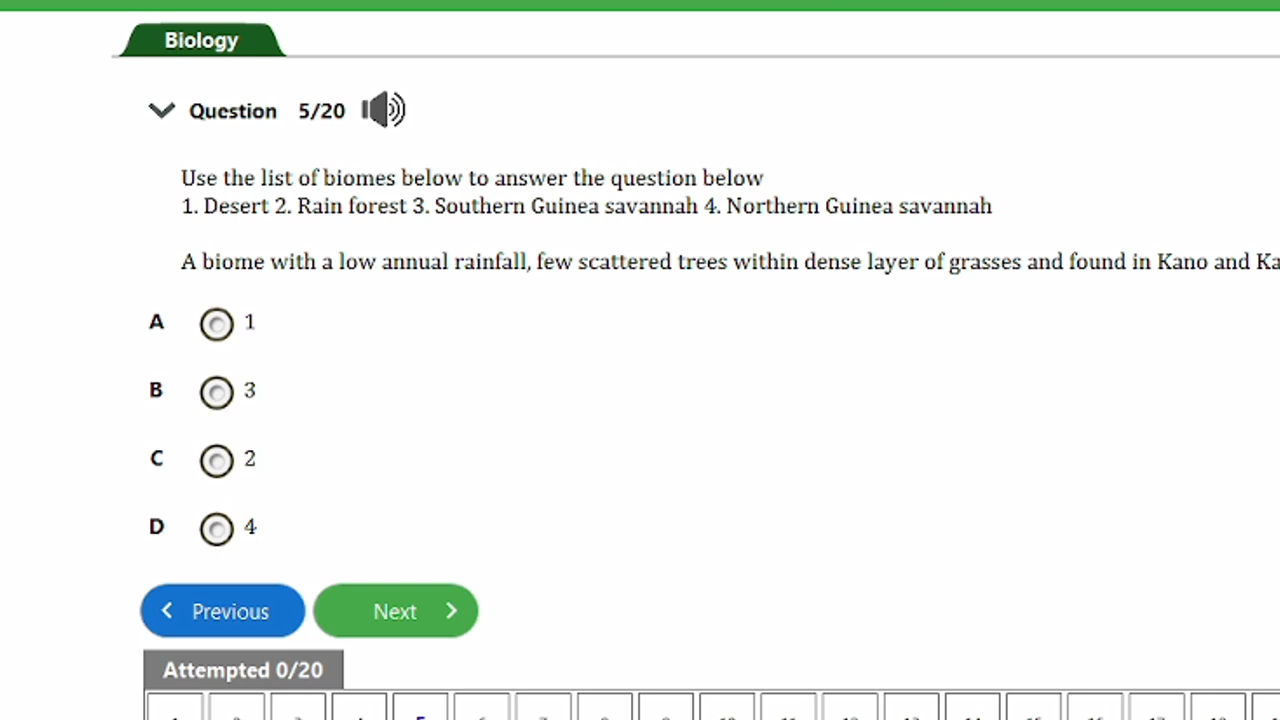 Biology
Question 5/20
Use the list of biomes below to answer the question below
1. Desert 2. Rain forest 3. Southern Guinea savannah 4. Northern Guinea savannah
A biome with a low annual rainfall, few scattered trees within dense layer of grasses and found in Kano and
A 1
B 3
C 2
D 4
Previous Next
Attempted 0/20
5